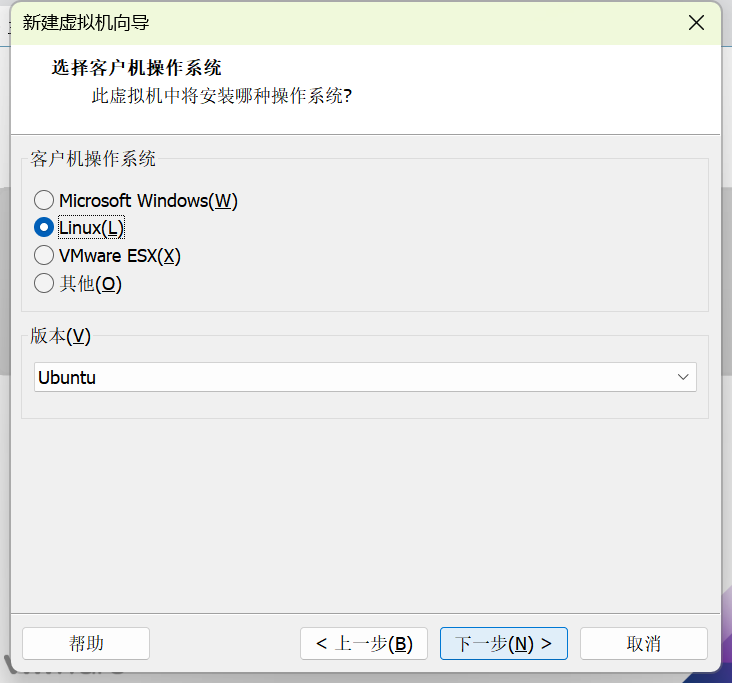 新建虚拟机向导
选择客户机操作系统
此虚拟机中将安装哪种操作系统?
客户机操作系统
Microsoft Windows(W)
Linux(L)
VMware ESX(X)
其他(O)
版本(V)
Ubuntu
帮助
< 上一步(B)
下一步(N) >
取消